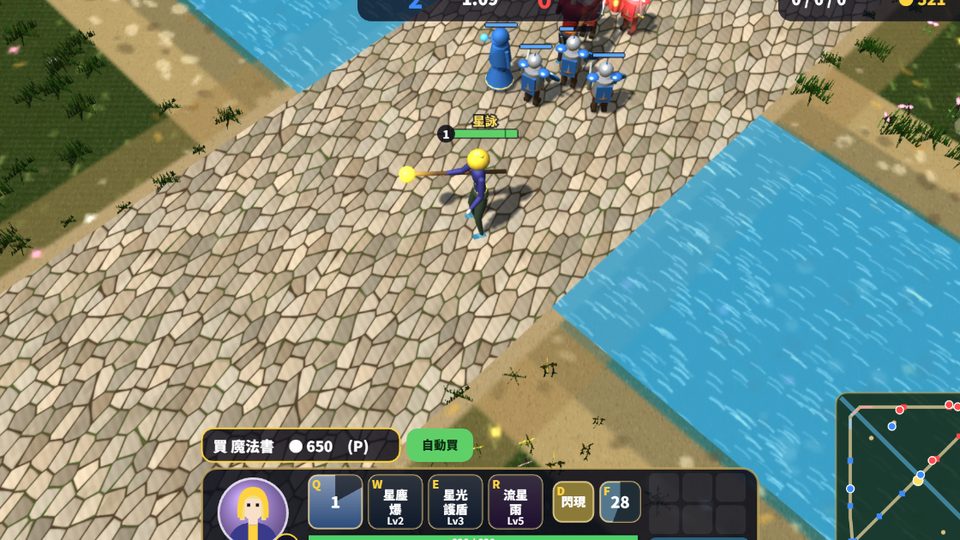 2 1:09 0
0 / 0 / 0 321
星詠
1
買 魔法書 650 (P)
自動買
Q 1
W 星塵爆 Lv2
E 星光護盾 Lv3
R 流星雨 Lv5
D 閃現
F 28